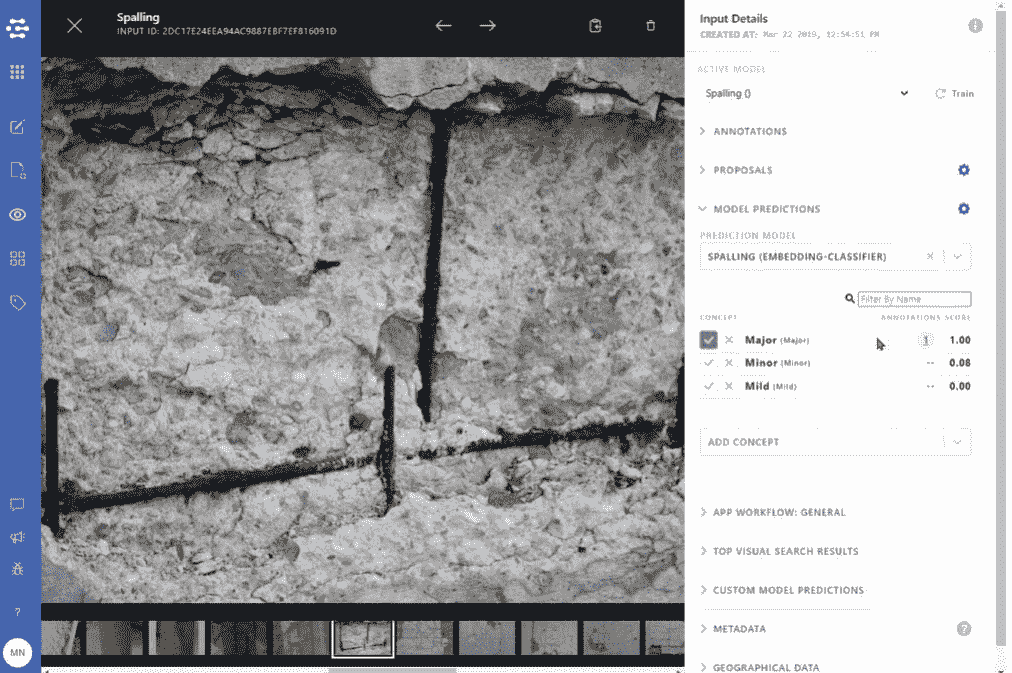 Spalling
INPUT ID: 2DC17E24EEA94AC9887EBF7EF816091D
Input Details
CREATED AT: Mar 22 2019, 12:54:51 PM
ACTIVE MODEL
Spalling ()
Train
ANNOTATIONS
PROPOSALS
MODEL PREDICTIONS
PREDICTION MODEL
SPALLING (EMBEDDING-CLASSIFIER)
Filter By Name
CONCEPT ANNOTATIONS SCORE
Major (Major) 1 1.00
Minor (Minor) -- 0.08
Mild (Mild) -- 0.00
ADD CONCEPT
APP WORKFLOW: GENERAL
TOP VISUAL SEARCH RESULTS
CUSTOM MODEL PREDICTIONS
METADATA
?
GEOGRAPHICAL DATA
?
MN